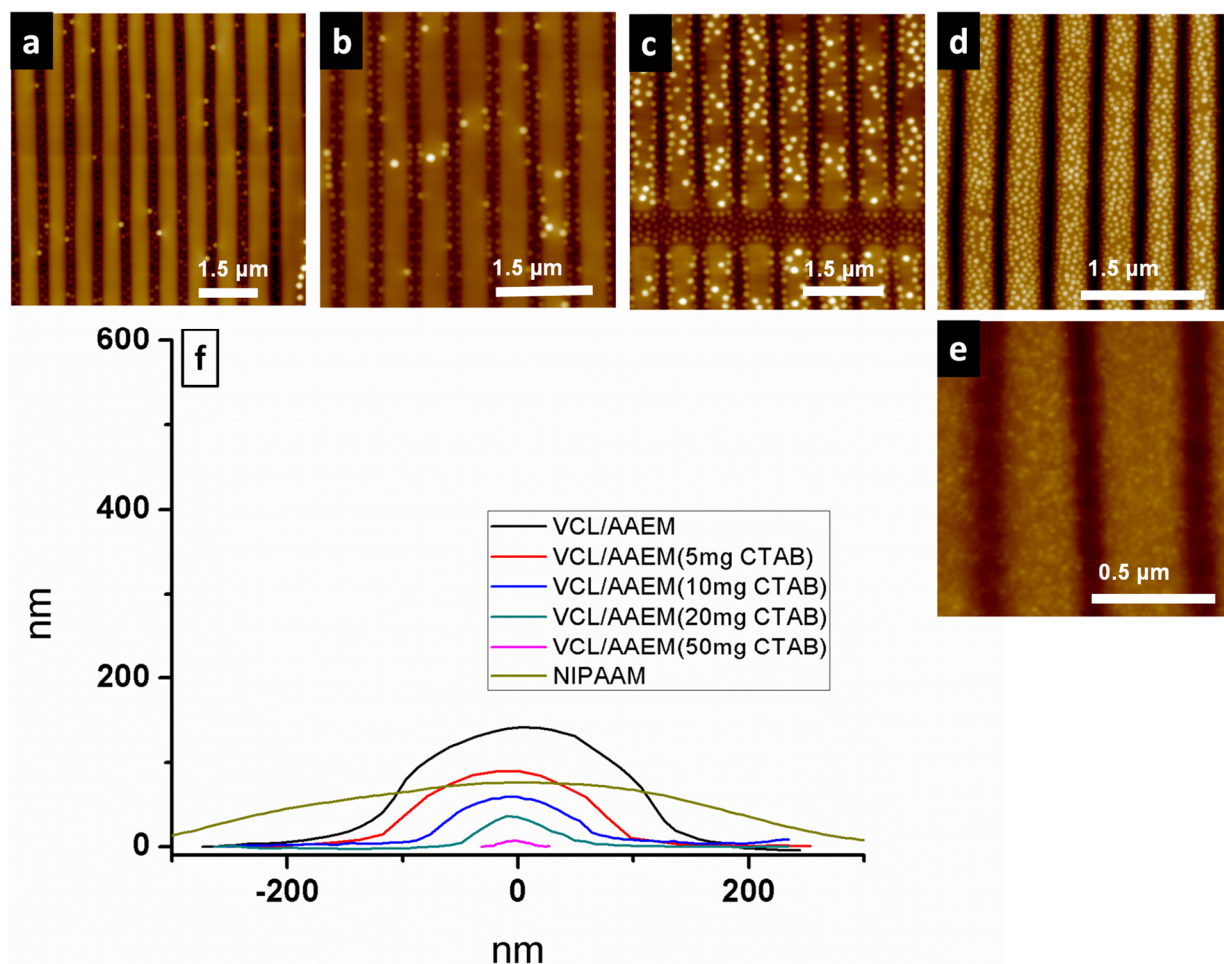 a
b
c
d
1.5 µm
1.5 µm
1.5 µm
1.5 µm
e
0.5 µm
f
600
400
200
0
nm
VCL/AAEM
VCL/AAEM(5mg CTAB)
VCL/AAEM(10mg CTAB)
VCL/AAEM(20mg CTAB)
VCL/AAEM(50mg CTAB)
NIPAAM
-200
0
200
nm